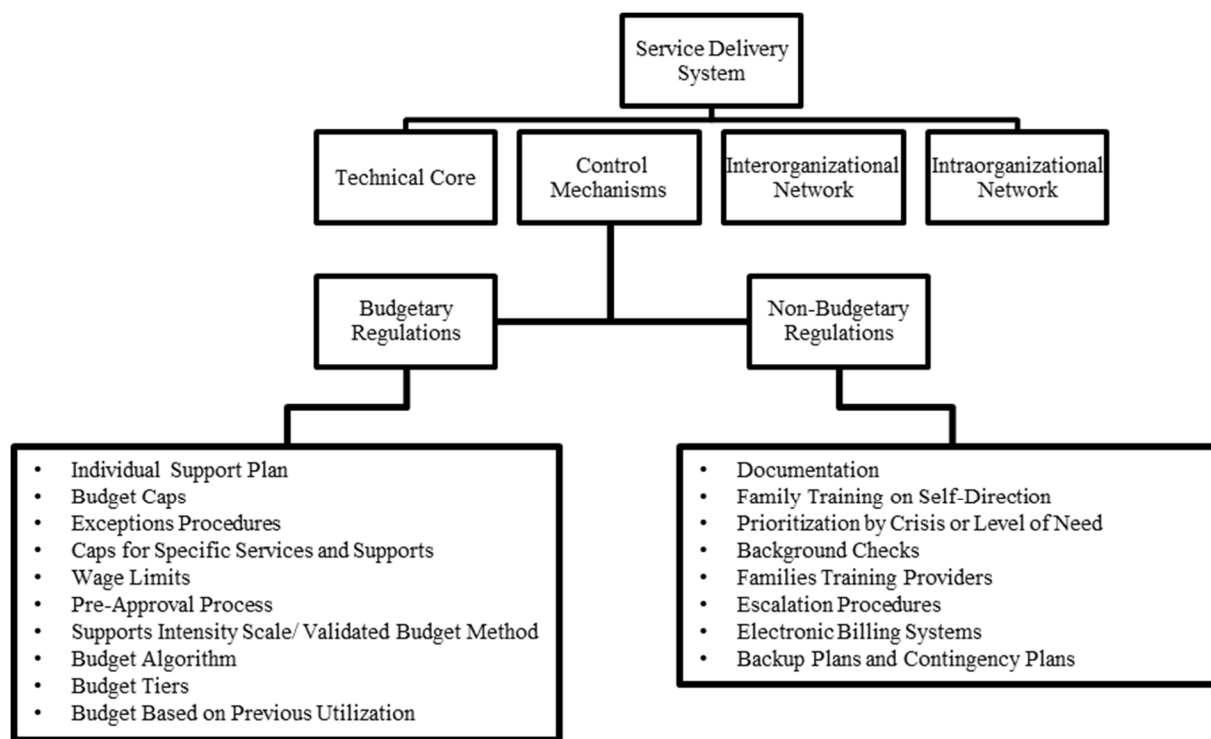 Service Delivery
System
Technical Core
Control
Mechanisms
Interorganizational
Network
Intraorganizational
Network
Budgetary
Regulations
Non-Budgetary
Regulations
• Individual Support Plan
• Budget Caps
• Exceptions Procedures
• Caps for Specific Services and Supports
• Wage Limits
• Pre-Approval Process
• Supports Intensity Scale/ Validated Budget Method
• Budget Algorithm
• Budget Tiers
• Budget Based on Previous Utilization
• Documentation
• Family Training on Self-Direction
• Prioritization by Crisis or Level of Need
• Background Checks
• Families Training Providers
• Escalation Procedures
• Electronic Billing Systems
• Backup Plans and Contingency Plans